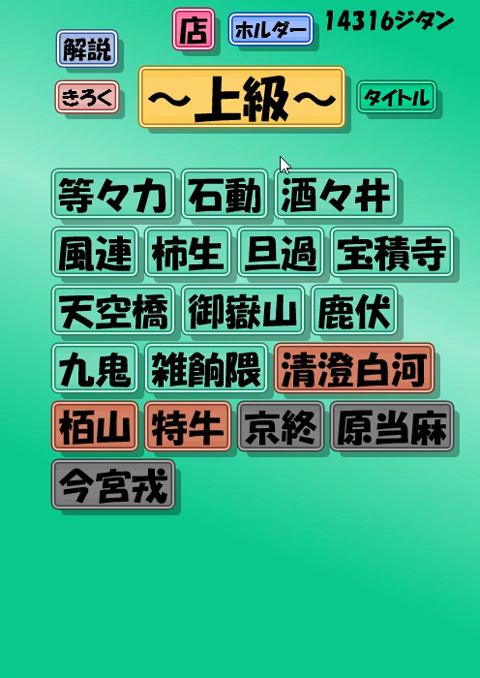 店 ホルダー 14316ジタン
解説
きろく ～上級～ タイトル
等々力 石動 酒々井
風連 柿生 旦過 宝積寺
天空橋 御嶽山 鹿伏
九鬼 雑餉隈 清澄白河
栢山 特牛 京終 原当麻
今宮戎